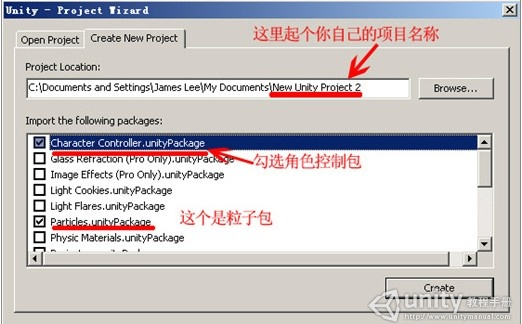 Unity - Project Wizard
Open Project
Create New Project
这里起个你自己的项目名称
Project Location:
C:\Documents and Settings\James Lee\My Documents\New Unity Project 2
Browse...
Import the following packages:
Character Controller.unityPackage
Glass Refraction (Pro Only).unityPackage
Image Effects (Pro Only).unityPackage
勾选角色控制包
Light Cookies.unityPackage
Light Flares.unityPackage
Particles.unityPackage
这个是粒子包
Physic Materials.unityPackage
Create
unity 教程手册
http://www.unitymanual.com